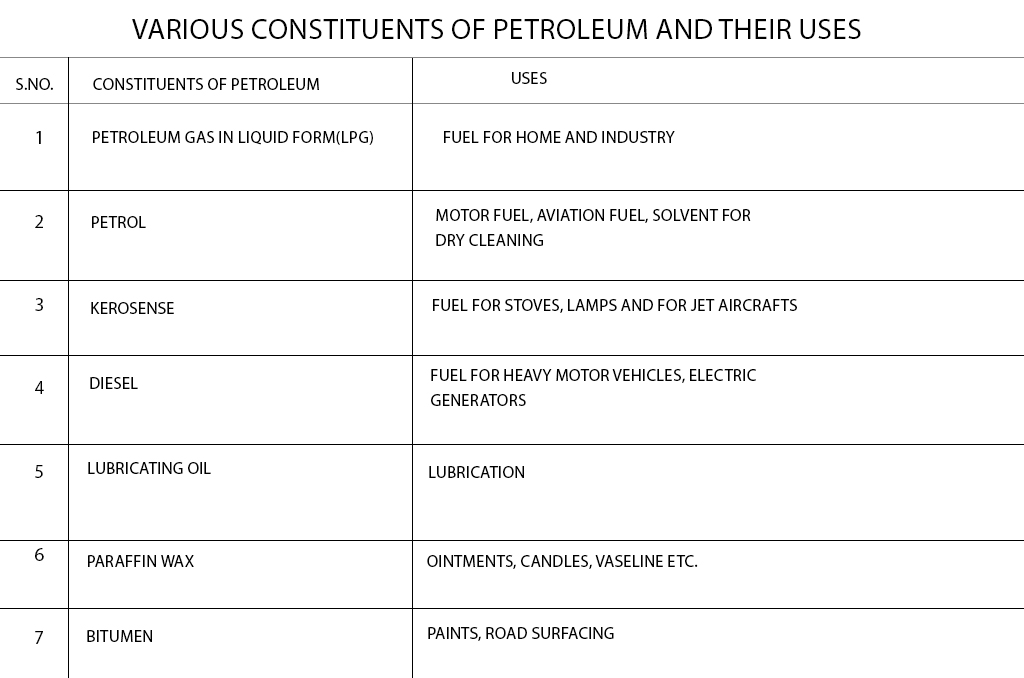 VARIOUS CONSTITUENTS OF PETROLEUM AND THEIR USES
S.NO. CONSTITUENTS OF PETROLEUM USES
1 PETROLEUM GAS IN LIQUID FORM(LPG) FUEL FOR HOME AND INDUSTRY
2 PETROL MOTOR FUEL, AVIATION FUEL, SOLVENT FOR
DRY CLEANING
3 KEROSENSE FUEL FOR STOVES, LAMPS AND FOR JET AIRCRAFTS
4 DIESEL FUEL FOR HEAVY MOTOR VEHICLES, ELECTRIC
GENERATORS
5 LUBRICATING OIL LUBRICATION
6 PARAFFIN WAX OINTMENTS, CANDLES, VASELINE ETC.
7 BITUMEN PAINTS, ROAD SURFACING